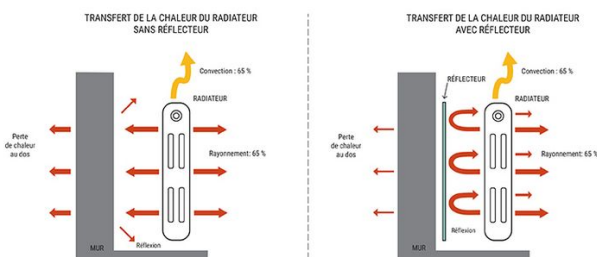 TRANSFERT DE LA CHALEUR DU RADIATEUR
SANS RÉFLECTEUR
Convection : 65 %
RADIATEUR
Perte
de chaleur
au dos
Rayonnement: 65 %
Réflexion
MUR
TRANSFERT DE LA CHALEUR DU RADIATEUR
AVEC RÉFLECTEUR
Convection : 65 %
RÉFLECTEUR
RADIATEUR
Perte
de chaleur
au dos
Rayonnement: 65 %
Réflexion
MUR